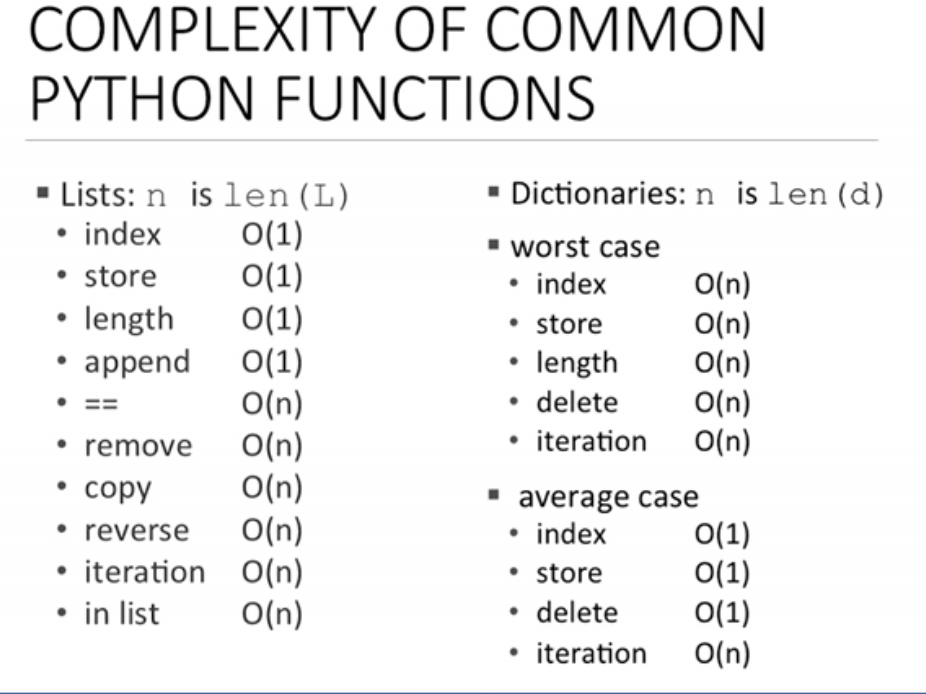 COMPLEXITY OF COMMON
PYTHON FUNCTIONS
▪ Lists: n is len(L)
• index O(1)
• store O(1)
• length O(1)
• append O(1)
• == O(n)
• remove O(n)
• copy O(n)
• reverse O(n)
• iteration O(n)
• in list O(n)
▪ Dictionaries: n is len(d)
▪ worst case
• index O(n)
• store O(n)
• length O(n)
• delete O(n)
• iteration O(n)
▪ average case
• index O(1)
• store O(1)
• delete O(1)
• iteration O(n)